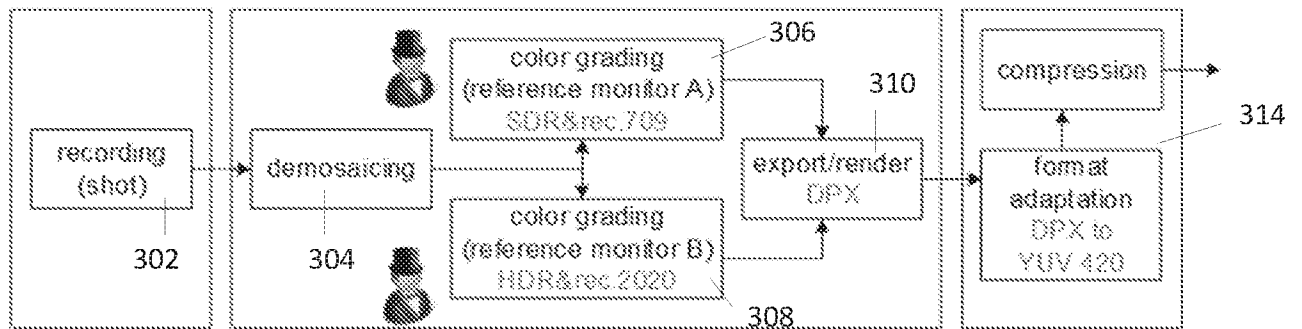 recording
(shot)
302
demosaicing
304
color grading
(reference monitor A)
SDR&rec.709
306
color grading
(reference monitor B)
HDR&rec.2020
308
310
export/render
DPX
compression
format
adaptation
DPX to
YUV 420
314